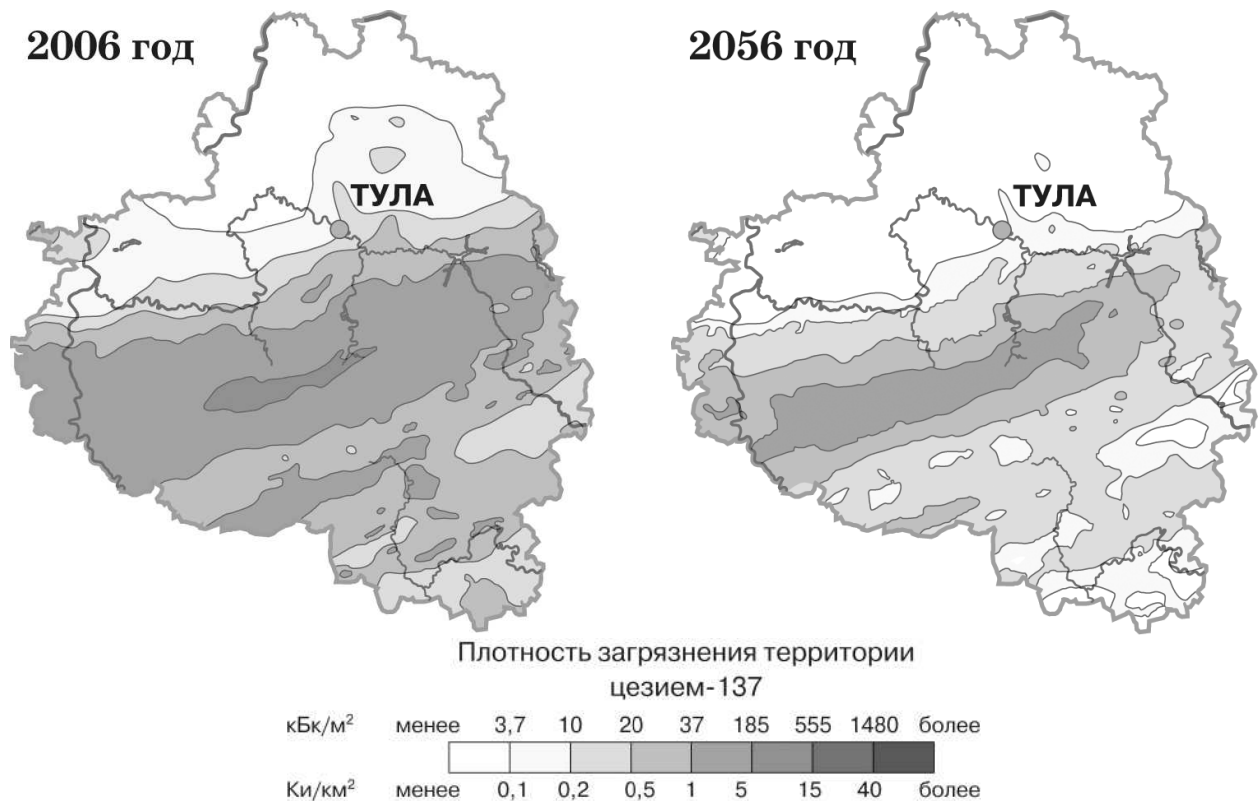 2006 год
2056 год
ТУЛА
ТУЛА
Плотность загрязнения территории
цезием-137
кБк/м² менее 3,7 10 20 37 185 555 1480 более
Ки/км² менее 0,1 0,2 0,5 1 5 15 40 более